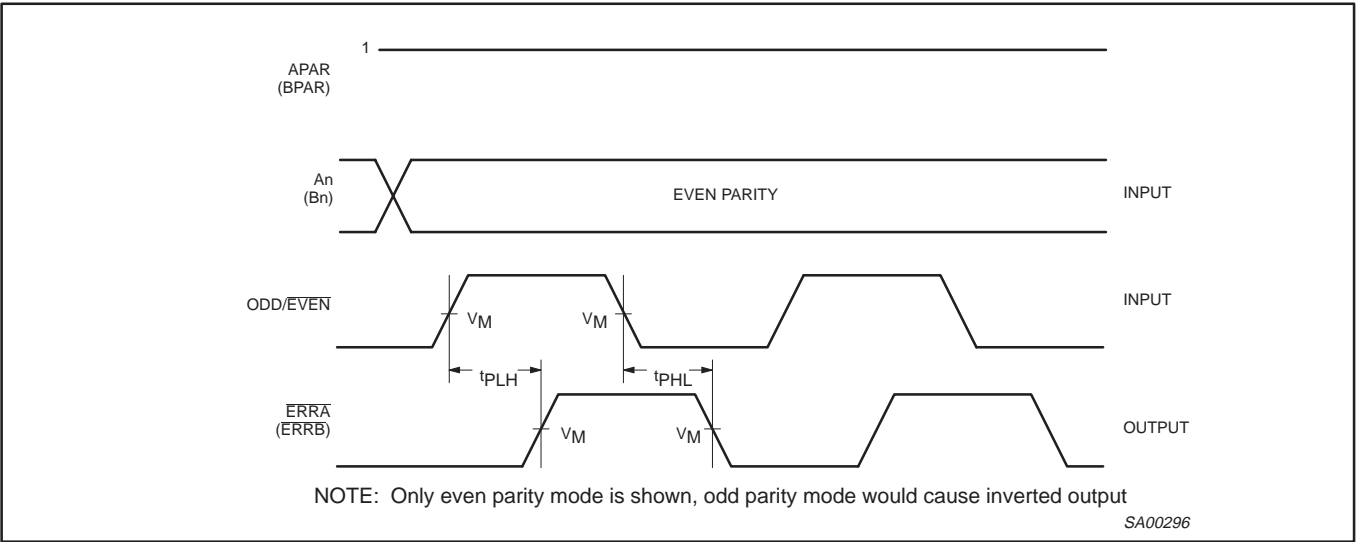 1
APAR
(BPAR)
An
(Bn)
EVEN PARITY
INPUT
ODD/EVEN
VM
VM
INPUT
tPLH
tPHL
ERRA
(ERRB)
VM
VM
OUTPUT
NOTE: Only even parity mode is shown, odd parity mode would cause inverted output
SA00296